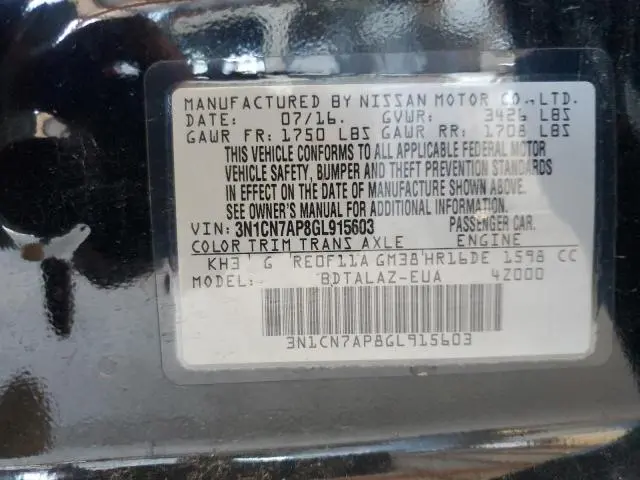 MANUFACTURED BY NISSAN MOTOR CO.,LTD.
DATE: 07/16. GVWR: 3426 LBS
GAWR FR: 1750 LBS GAWR RR: 1708 LBS
THIS VEHICLE CONFORMS TO ALL APPLICABLE FEDERAL MOTOR
VEHICLE SAFETY, BUMPER AND THEFT PREVENTION STANDARDS
IN EFFECT ON THE DATE OF MANUFACTURE SHOWN ABOVE.
SEE OWNER'S MANUAL FOR ADDITIONAL INFORMATION.
VIN: 3N1CN7AP8GL915603 PASSENGER CAR.
COLOR TRIM TRANS AXLE ENGINE
KH3 G RE0F11A GM38 HR16DE 1598 CC
MODEL: BDTALAZ-EUA 42000
3N1CN7AP8GL915603